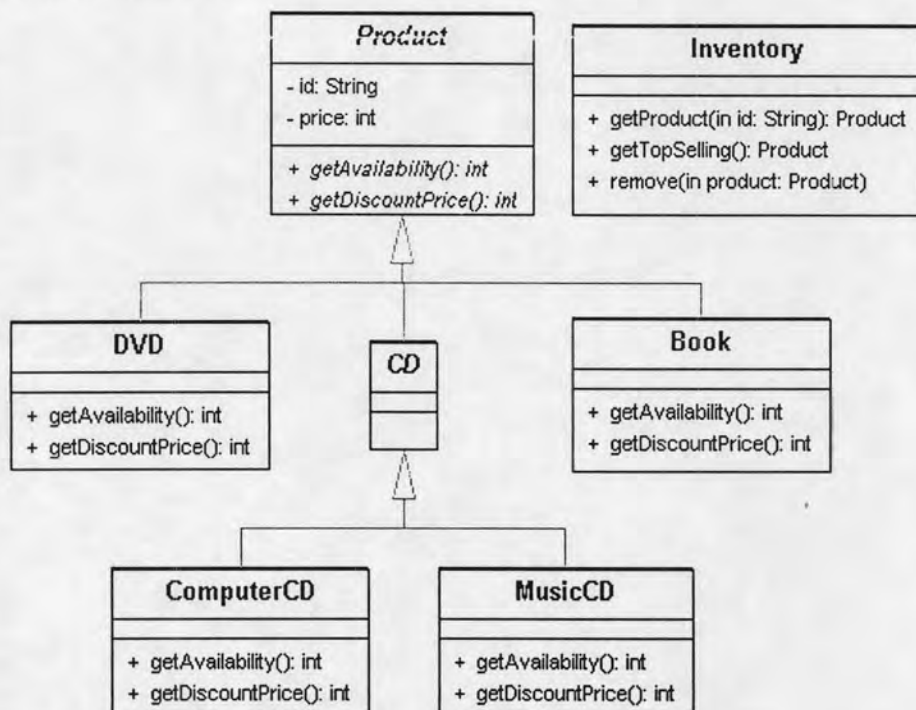 Product
- id: String
- price: int
+ getAvailability(): int
+ getDiscountPrice(): int
Inventory
+ getProduct(in id: String): Product
+ getTopSelling(): Product
+ remove(in product: Product)
DVD
+ getAvailability(): int
+ getDiscountPrice(): int
CD
Book
+ getAvailability(): int
+ getDiscountPrice(): int
ComputerCD
+ getAvailability(): int
+ getDiscountPrice(): int
MusicCD
+ getAvailability(): int
+ getDiscountPrice(): int